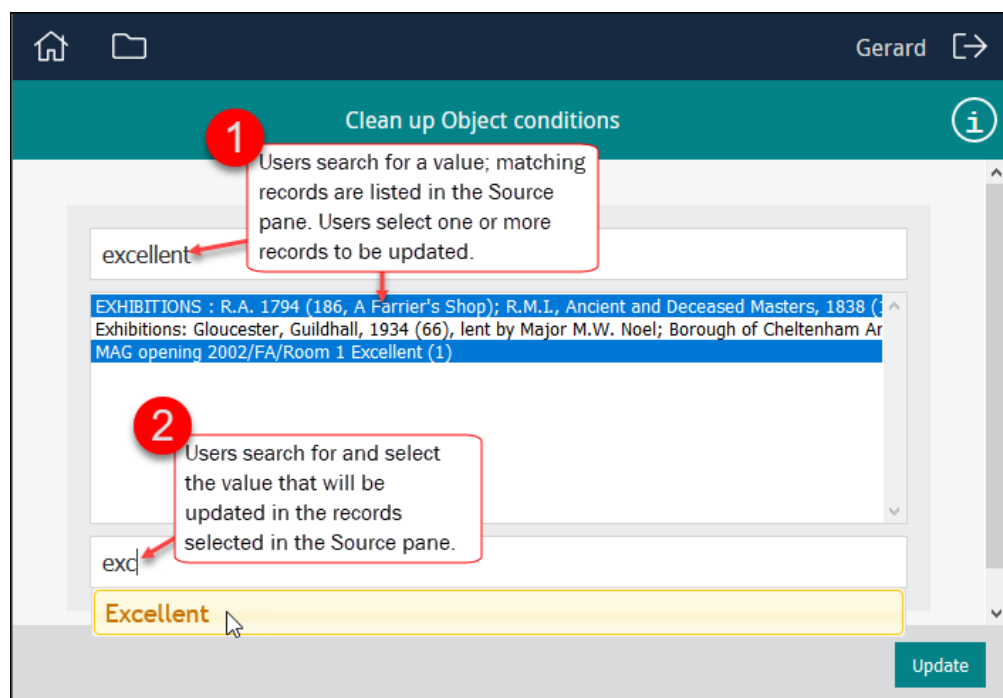 Gerard
Clean up Object conditions
i
1
Users search for a value; matching
records are listed in the Source
pane. Users select one or more
records to be updated.
excellent
EXHIBITIONS : R.A. 1794 (186, A Farrier's Shop); R.M.I., Ancient and Deceased Masters, 1838 (
Exhibitions: Gloucester, Guildhall, 1934 (66), lent by Major M.W. Noel; Borough of Cheltenham Ar
MAG opening 2002/FA/Room 1 Excellent (1)
2
Users search for and select
the value that will be
updated in the records
selected in the Source pane.
exc
Excellent
Update